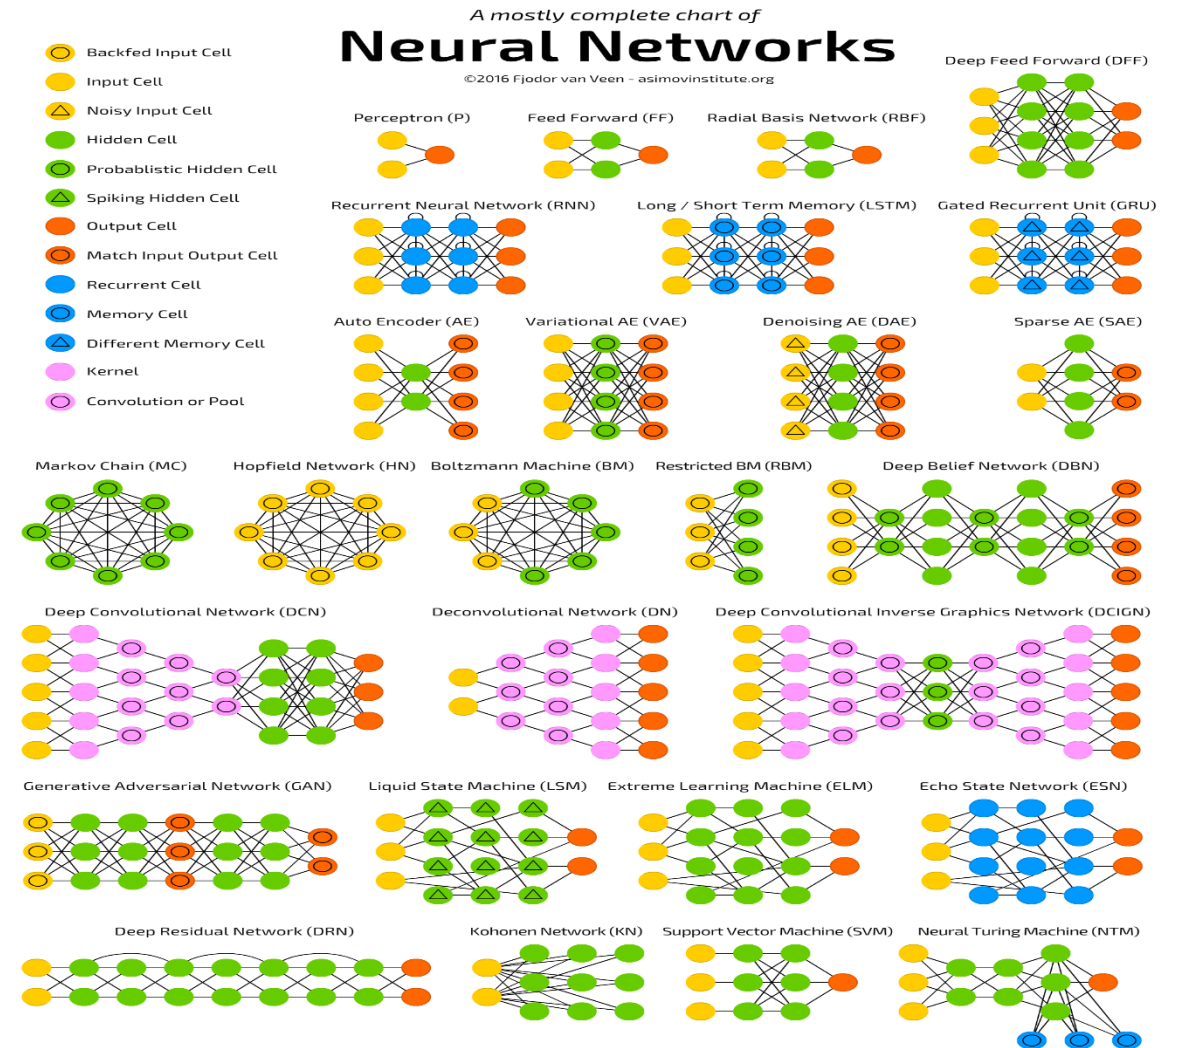 A mostly complete chart of
Neural Networks
©2016 Fjodor van Veen - asimovinstitute.org
Backfed Input Cell
Input Cell
Noisy Input Cell
Hidden Cell
Probablistic Hidden Cell
Spiking Hidden Cell
Output Cell
Match Input Output Cell
Recurrent Cell
Memory Cell
Different Memory Cell
Kernel
Convolution or Pool
Deep Feed Forward (DFF)
Perceptron (P)
Feed Forward (FF)
Radial Basis Network (RBF)
Recurrent Neural Network (RNN)
Long / Short Term Memory (LSTM)
Gated Recurrent Unit (GRU)
Auto Encoder (AE)
Variational AE (VAE)
Denoising AE (DAE)
Sparse AE (SAE)
Markov Chain (MC)
Hopfield Network (HN)
Boltzmann Machine (BM)
Restricted BM (RBM)
Deep Belief Network (DBN)
Deep Convolutional Network (DCN)
Deconvolutional Network (DN)
Deep Convolutional Inverse Graphics Network (DCIGN)
Generative Adversarial Network (GAN)
Liquid State Machine (LSM)
Extreme Learning Machine (ELM)
Echo State Network (ESN)
Deep Residual Network (DRN)
Kohonen Network (KN)
Support Vector Machine (SVM)
Neural Turing Machine (NTM)